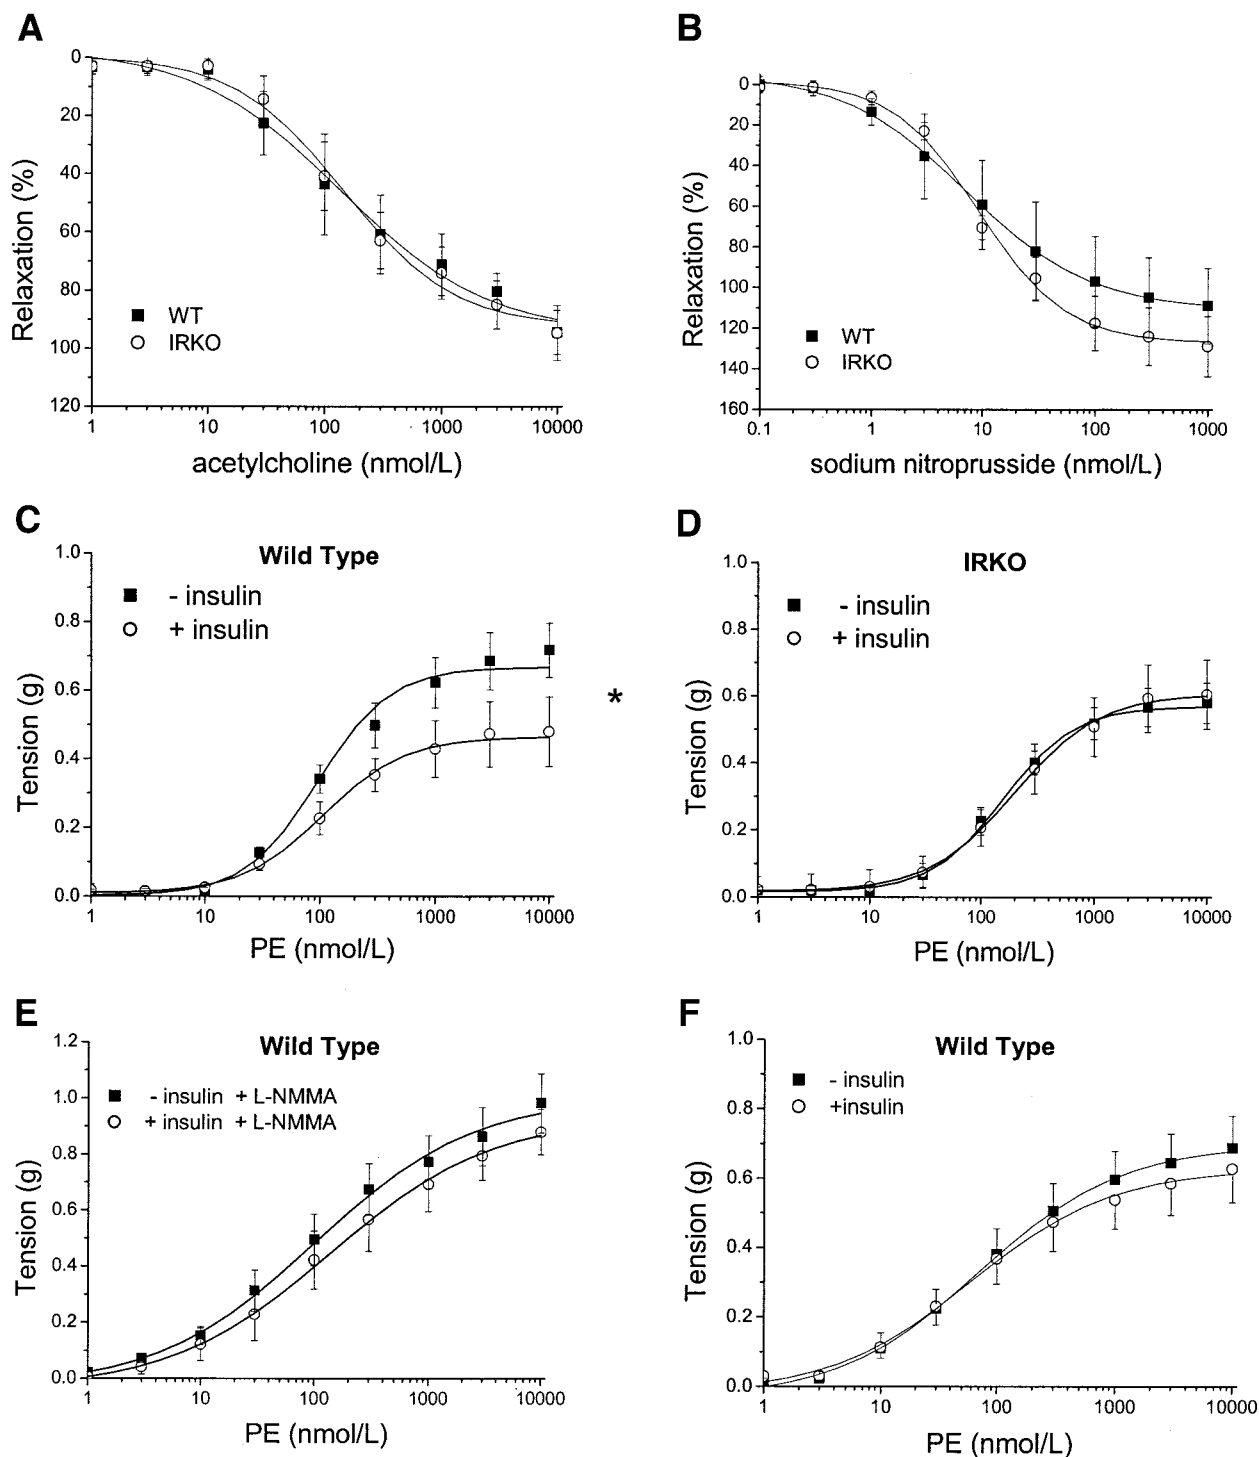 A
0
20
40
60
80
100
120
Relaxation (%)
WT
IRKO
1 10 100 1000 10000
acetylcholine (nmol/L)
B
0
20
40
60
80
100
120
140
160
Relaxation (%)
WT
IRKO
0.1 1 10 100 1000
sodium nitroprusside (nmol/L)
C
Wild Type
- insulin
+ insulin
1.0
0.8
0.6
0.4
0.2
0.0
Tension (g)
*
1 10 100 1000 10000
PE (nmol/L)
D
IRKO
- insulin
+ insulin
1.0
0.8
0.6
0.4
0.2
0.0
Tension (g)
1 10 100 1000 10000
PE (nmol/L)
E
Wild Type
- insulin + L-NMMA
+ insulin + L-NMMA
1.2
1.0
0.8
0.6
0.4
0.2
0.0
Tension (g)
1 10 100 1000 10000
PE (nmol/L)
F
Wild Type
- insulin
+insulin
1.0
0.8
0.6
0.4
0.2
0.0
Tension (g)
1 10 100 1000 10000
PE (nmol/L)